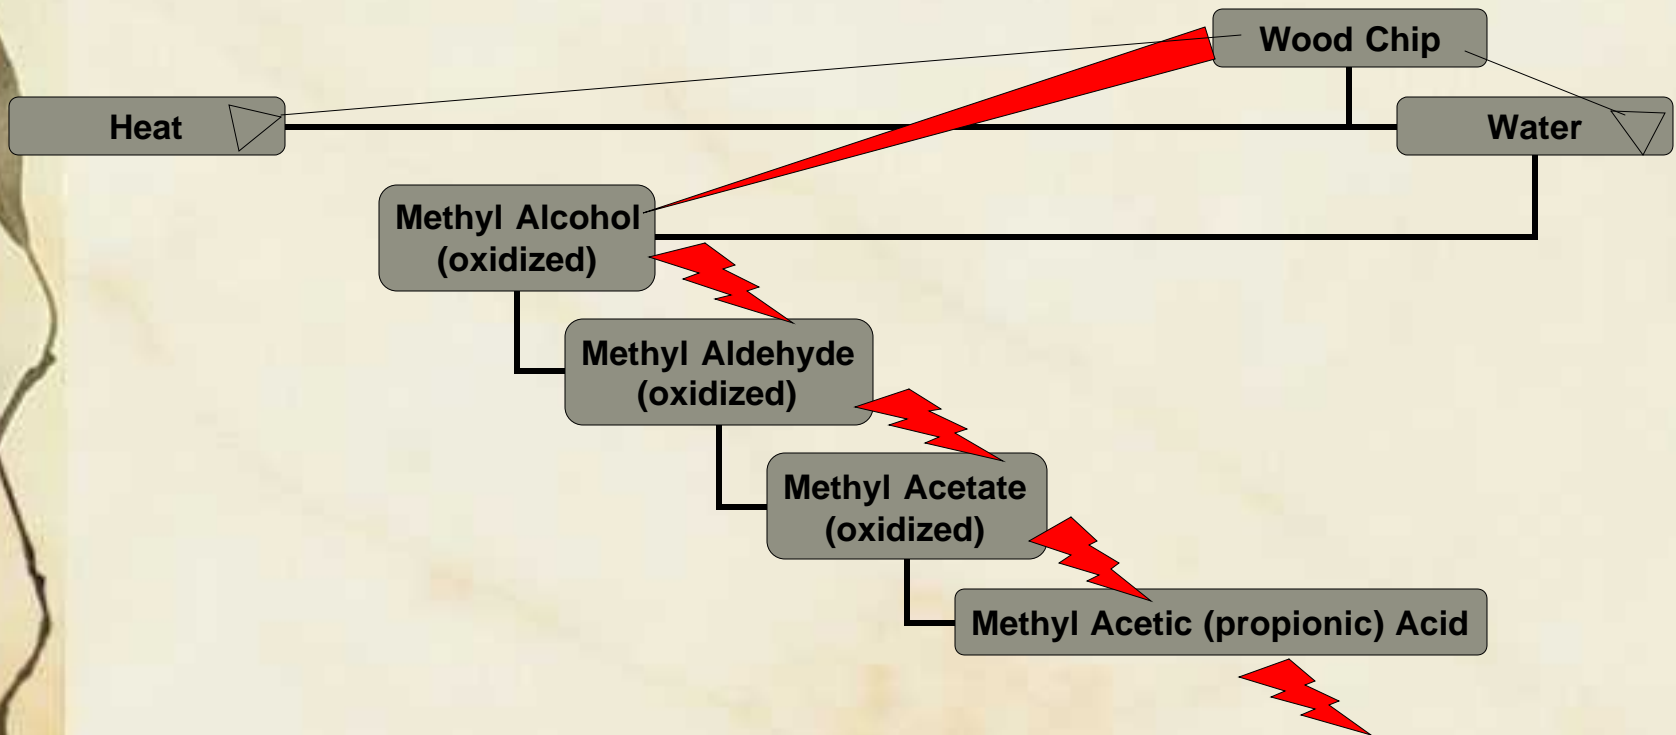 Wood Chip
Heat
Water
Methyl Alcohol
(oxidized)
Methyl Aldehyde
(oxidized)
Methyl Acetate
(oxidized)
Methyl Acetic (propionic) Acid